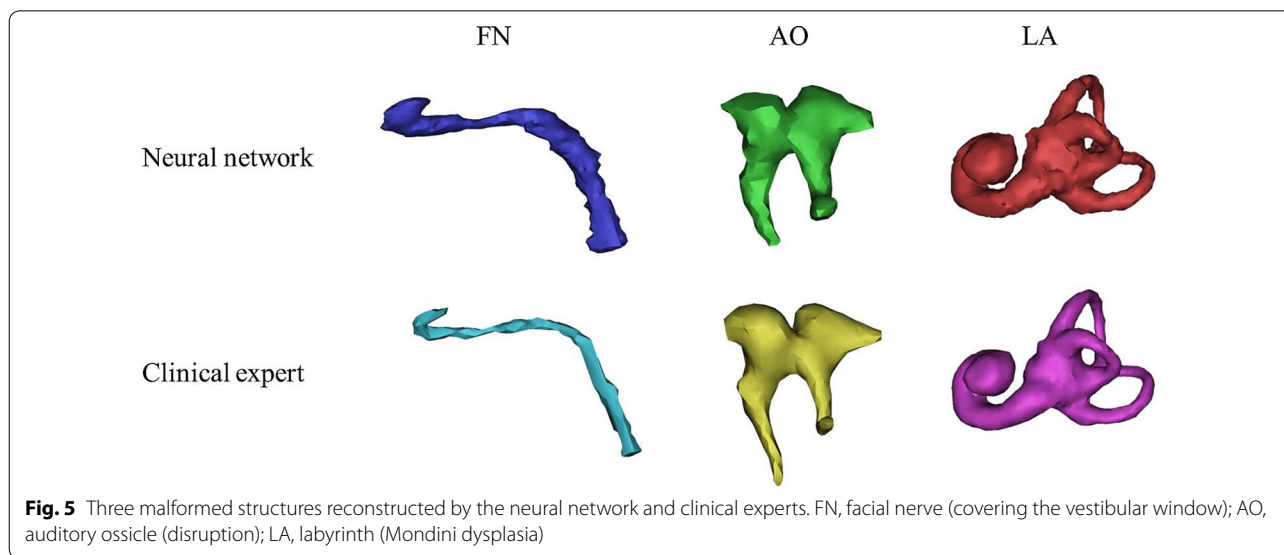 FN AO LA
Neural network
Clinical expert
Fig. 5 Three malformed structures reconstructed by the neural network and clinical experts. FN, facial nerve (covering the vestibular window); AO,
auditory ossicle (disruption); LA, labyrinth (Mondini dysplasia)